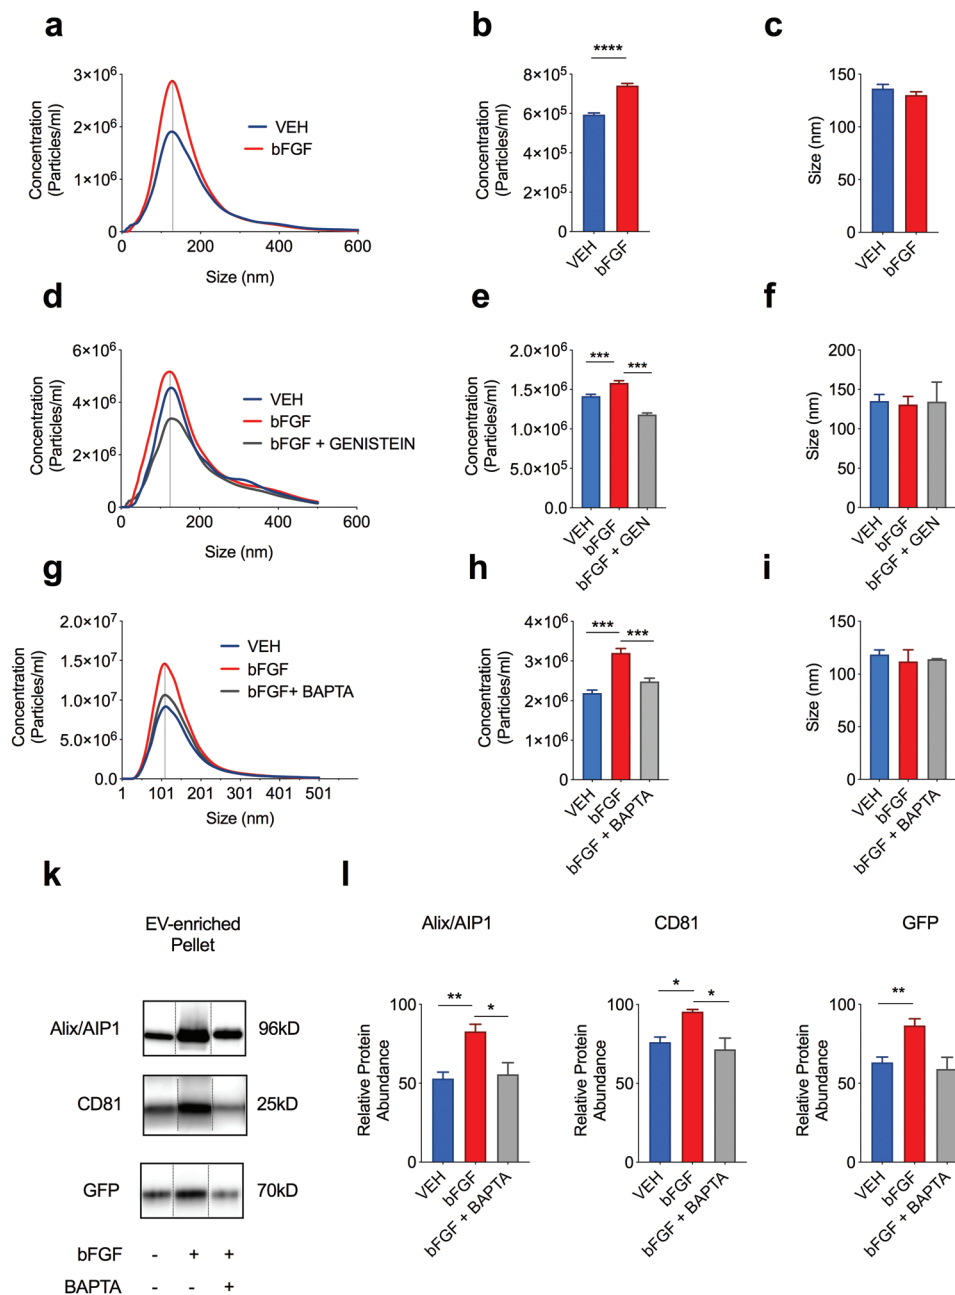 a
Concentration
(Particles/ml)
3×10⁶
2×10⁶
1×10⁶
0
0 200 400 600
Size (nm)
VEH
bFGF
b
Concentration
(Particles/ml)
8×10⁵
6×10⁵
4×10⁵
2×10⁵
0
****
VEH
bFGF
c
Size (nm)
150
100
50
0
VEH
bFGF
d
Concentration
(Particles/ml)
6×10⁶
4×10⁶
2×10⁶
0
0 200 400 600
Size (nm)
VEH
bFGF
bFGF + GENISTEIN
e
Concentration
(Particles/ml)
2.0×10⁶
1.5×10⁶
1.0×10⁶
5.0×10⁵
0.0
*** ***
VEH
bFGF
bFGF + GEN
f
Size (nm)
200
150
100
50
0
VEH
bFGF
bFGF + GEN
g
Concentration
(Particles/ml)
2.0×10⁷
1.5×10⁷
1.0×10⁷
5.0×10⁶
0.0
1 101 201 301 401 501
Size (nm)
VEH
bFGF
bFGF+ BAPTA
h
Concentration
(Particles/ml)
4×10⁶
3×10⁶
2×10⁶
1×10⁶
0
*** ***
VEH
bFGF
bFGF + BAPTA
i
Size (nm)
150
100
50
0
VEH
bFGF
bFGF + BAPTA
k
EV-enriched
Pellet
Alix/AIP1 96kD
CD81 25kD
GFP 70kD
bFGF - + +
BAPTA - - +
l
Alix/AIP1
Relative Protein
Abundance
100
50
0
** *
VEH
bFGF
bFGF + BAPTA
CD81
Relative Protein
Abundance
100
50
0
* *
VEH
bFGF
bFGF + BAPTA
GFP
Relative Protein
Abundance
100
50
0
**
VEH
bFGF
bFGF + BAPTA